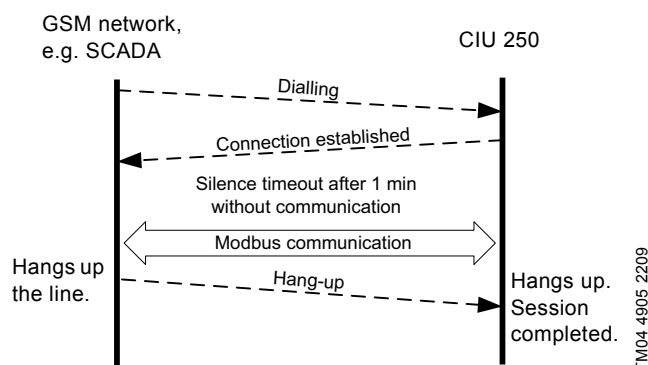 GSM network,
e.g. SCADA
CIU 250
Dialling
Connection established
Silence timeout after 1 min
without communication
Modbus communication
Hangs up
the line.
Hang-up
Hangs up.
Session
completed.
TM04 4905 2209